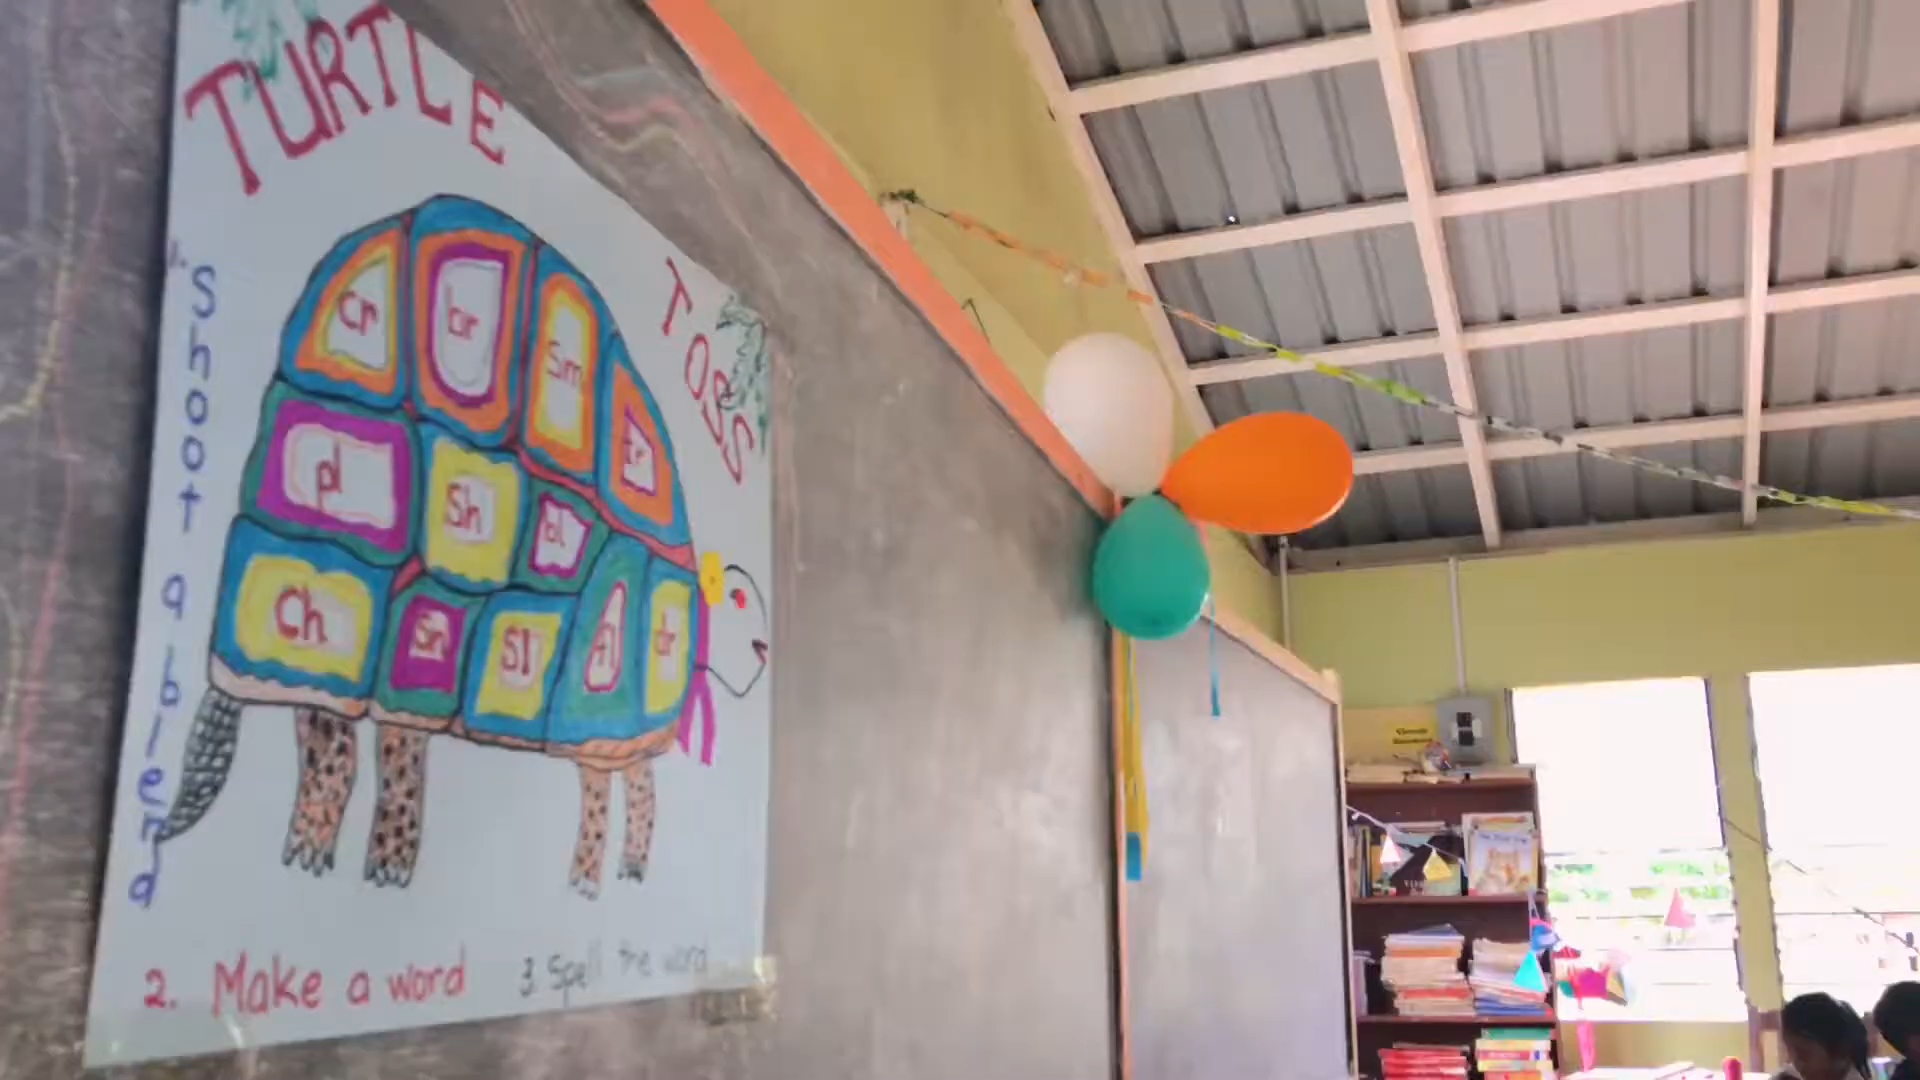 TURTLE
TOSS
1. Shoot a blend
cr
br
Sm
tr
pl
Sh
bl
Ch
Sn
Sl
fl
dr
2. Make a word
3. Spell the word